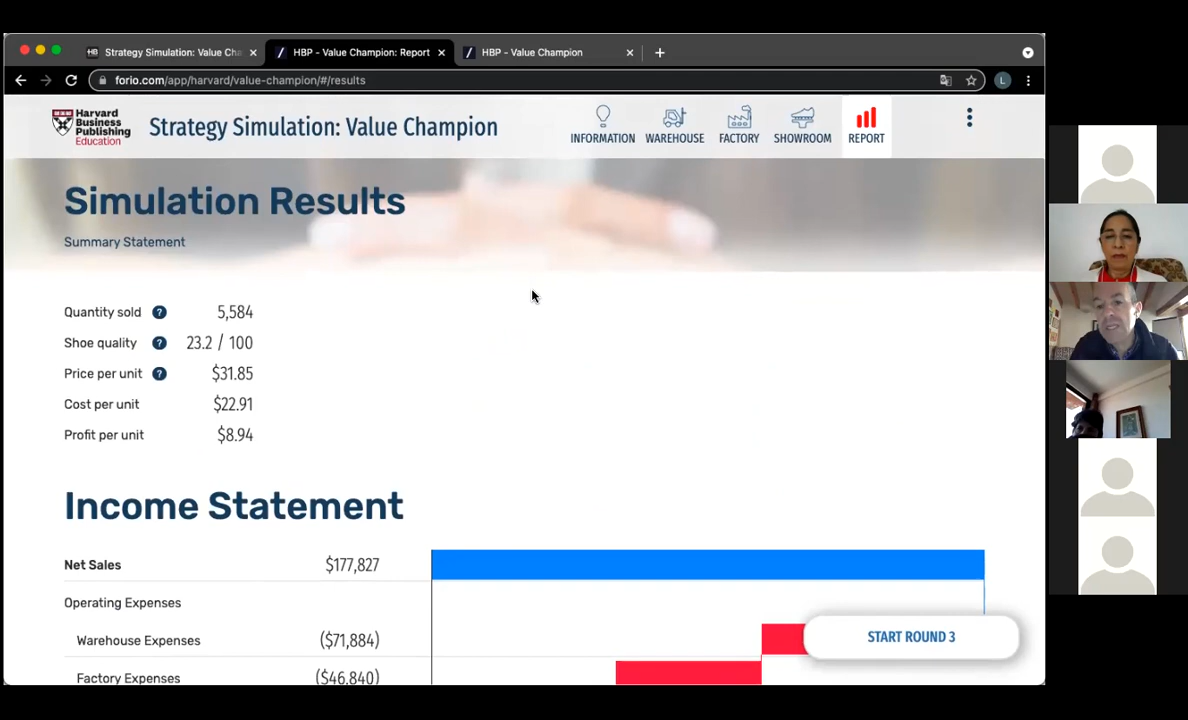 Strategy Simulation: Value Cha
HBP - Value Champion: Report
HBP - Value Champion
forio.com/app/harvard/value-champion/#/results
L
Harvard
Business
Publishing
Education
Strategy Simulation: Value Champion
INFORMATION
WAREHOUSE
FACTORY
SHOWROOM
REPORT
Simulation Results
Summary Statement
Quantity sold ? 5,584
Shoe quality ? 23.2 / 100
Price per unit ? $31.85
Cost per unit $22.91
Profit per unit $8.94
Income Statement
Net Sales $177,827
Operating Expenses
Warehouse Expenses ($71,884)
Factory Expenses ($46,840)
START ROUND 3